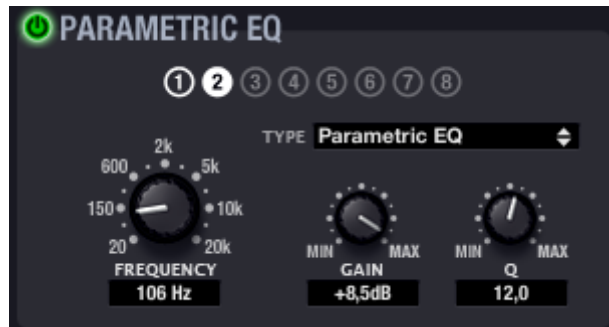 PARAMETRIC EQ
1 2 3 4 5 6 7 8
TYPE Parametric EQ
2k
600 5k
150 10k
20 20k
MIN MAX MIN MAX
FREQUENCY GAIN Q
106 Hz +8,5dB 12,0